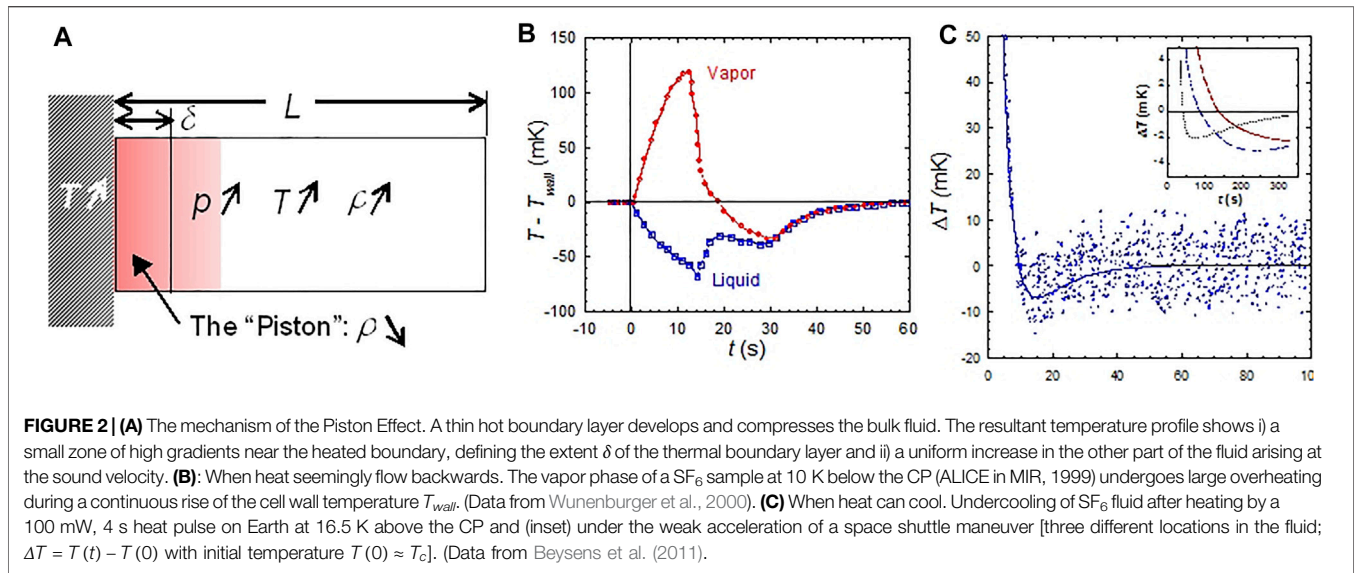 A
L
δ
T
p T ρ
The "Piston": ρ
B
150
100
50
0
-50
-100
T - T wall (mK)
Vapor
Liquid
-10 0 10 20 30 40 50 60
t (s)
C
50
40
30
20
10
0
-10
-20
ΔT (mK)
0 20 40 60 80 10
4
2
0
-2
-4
ΔT (mK)
0 100 200 300
t (s)
FIGURE 2 | (A) The mechanism of the Piston Effect. A thin hot boundary layer develops and compresses the bulk fluid. The resultant temperature profile shows i) a
small zone of high gradients near the heated boundary, defining the extent δ of the thermal boundary layer and ii) a uniform increase in the other part of the fluid arising at
the sound velocity. (B): When heat seemingly flow backwards. The vapor phase of a SF6 sample at 10 K below the CP (ALICE in MIR, 1999) undergoes large overheating
during a continuous rise of the cell wall temperature Twall. (Data from Wunenburger et al., 2000). (C) When heat can cool. Undercooling of SF6 fluid after heating by a
100 mW, 4 s heat pulse on Earth at 16.5 K above the CP and (inset) under the weak acceleration of a space shuttle maneuver [three different locations in the fluid;
ΔT = T (t) – T (0) with initial temperature T (0) ≈ Tc]. (Data from Beysens et al. (2011).